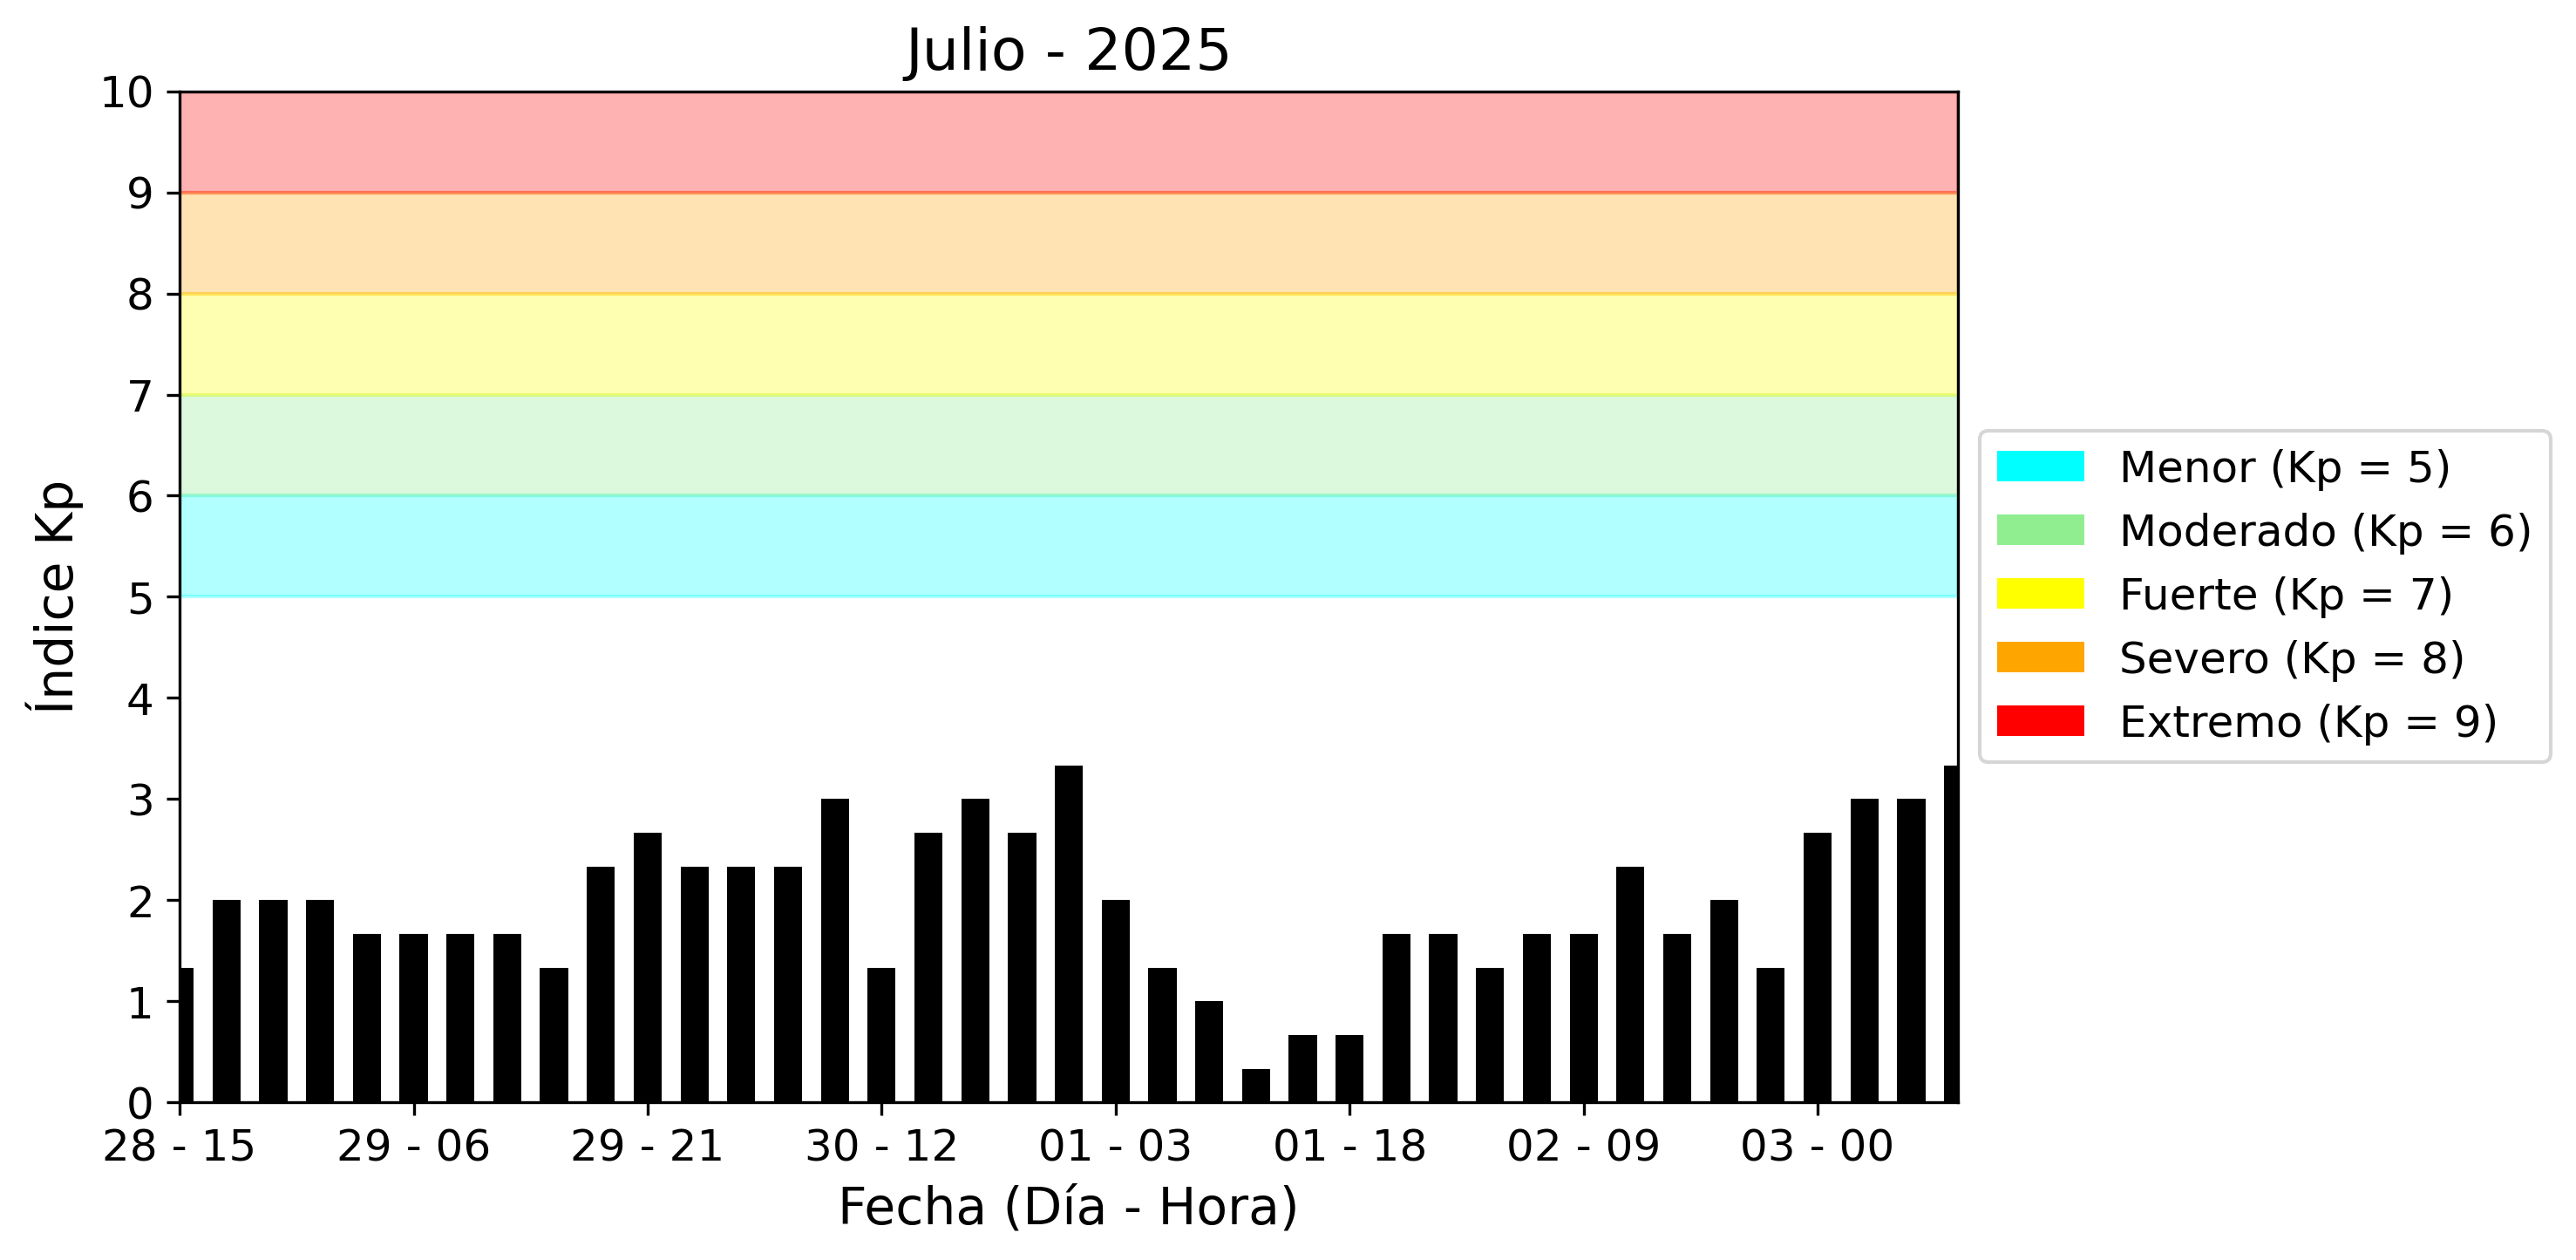 Julio - 2025
10
9
8
7
6
5
4
3
2
1
0
Índice Kp
28 - 15
29 - 06
29 - 21
30 - 12
01 - 03
01 - 18
02 - 09
03 - 00
Fecha (Día - Hora)
Menor (Kp = 5)
Moderado (Kp = 6)
Fuerte (Kp = 7)
Severo (Kp = 8)
Extremo (Kp = 9)